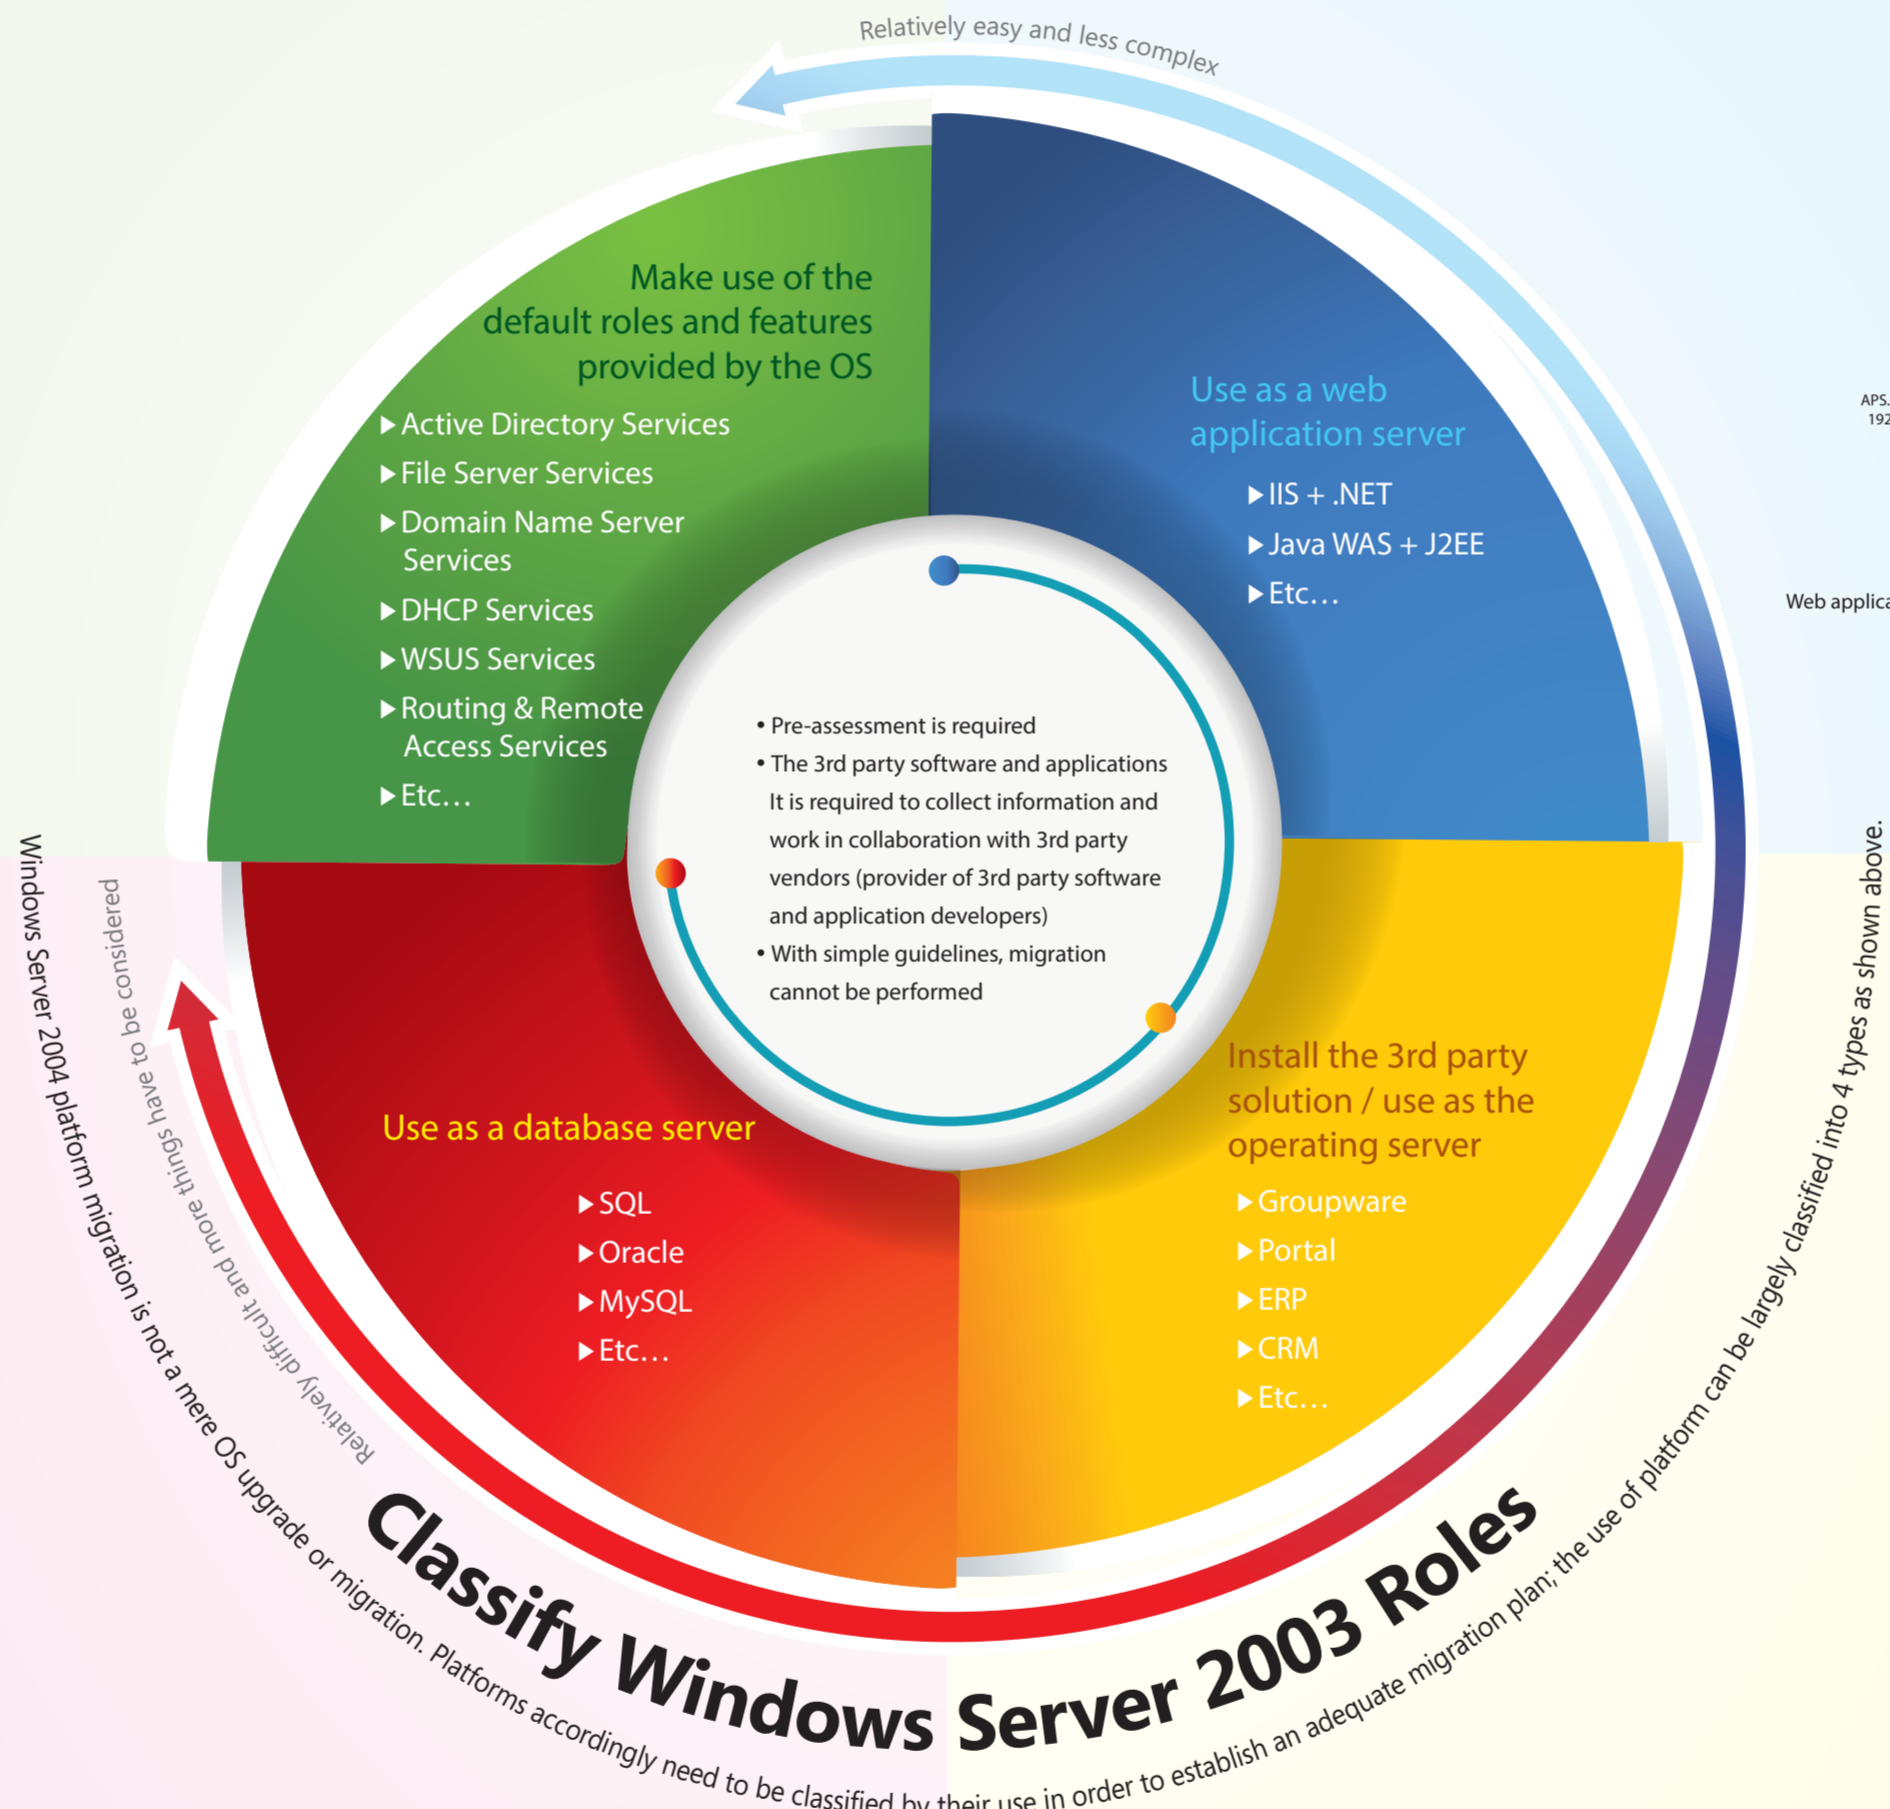 Relatively easy and less complex
Make use of the
default roles and features
provided by the OS
▶Active Directory Services
▶File Server Services
▶Domain Name Server
Services
▶DHCP Services
▶WSUS Services
▶Routing & Remote
Access Services
▶Etc…
Use as a web
application server
▶IIS + .NET
▶Java WAS + J2EE
▶Etc…
APS.
192
Web applica
• Pre-assessment is required
• The 3rd party software and applications
It is required to collect information and
work in collaboration with 3rd party
vendors (provider of 3rd party software
and application developers)
• With simple guidelines, migration
cannot be performed
Use as a database server
▶SQL
▶Oracle
▶MySQL
▶Etc…
Install the 3rd party
solution / use as the
operating server
▶Groupware
▶Portal
▶ERP
▶CRM
▶Etc…
Relatively difficult and more things have to be considered
Classify Windows Server 2003 Roles
Windows Server 2004 platform migration is not a mere OS upgrade or migration. Platforms accordingly need to be classified by their use in order to establish an adequate migration plan; the use of platform can be largely classified into 4 types as shown above.